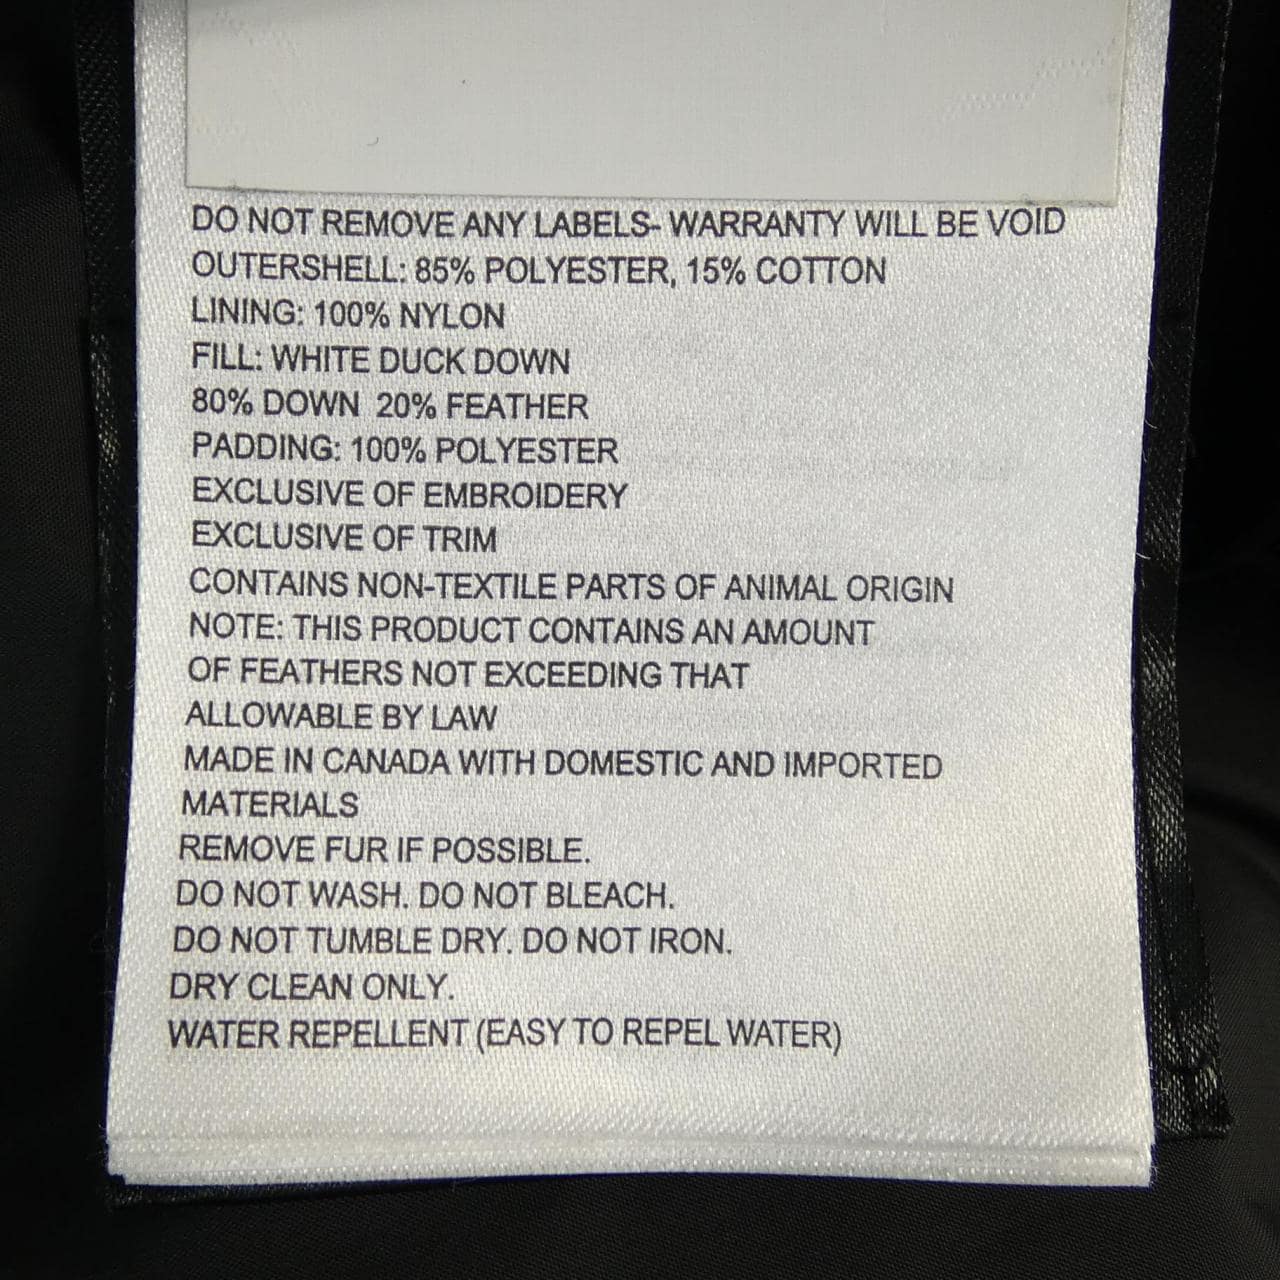 DO NOT REMOVE ANY LABELS- WARRANTY WILL BE VOID
OUTERSHELL: 85% POLYESTER, 15% COTTON
LINING: 100% NYLON
FILL: WHITE DUCK DOWN
80% DOWN  20% FEATHER
PADDING: 100% POLYESTER
EXCLUSIVE OF EMBROIDERY
EXCLUSIVE OF TRIM
CONTAINS NON-TEXTILE PARTS OF ANIMAL ORIGIN
NOTE: THIS PRODUCT CONTAINS AN AMOUNT
OF FEATHERS NOT EXCEEDING THAT
ALLOWABLE BY LAW
MADE IN CANADA WITH DOMESTIC AND IMPORTED
MATERIALS
REMOVE FUR IF POSSIBLE.
DO NOT WASH. DO NOT BLEACH.
DO NOT TUMBLE DRY. DO NOT IRON.
DRY CLEAN ONLY.
WATER REPELLENT (EASY TO REPEL WATER)